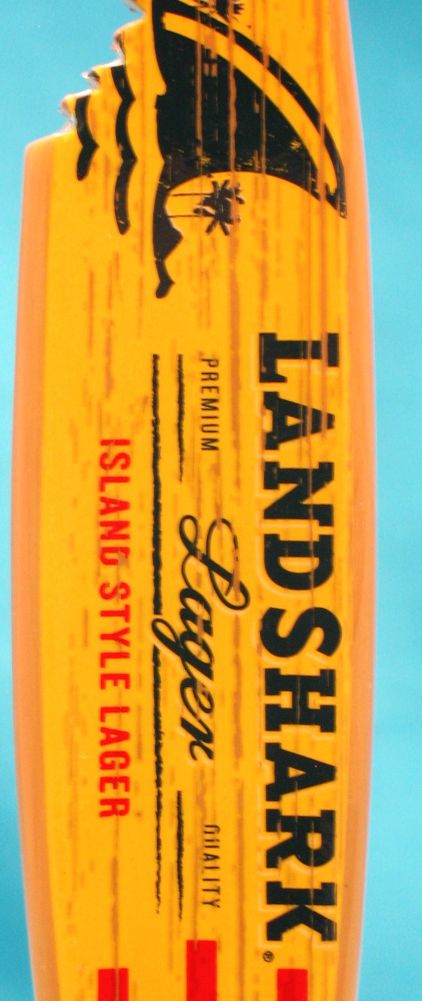 LANDSHARK®
PREMIUM Lager QUALITY
ISLAND STYLE LAGER